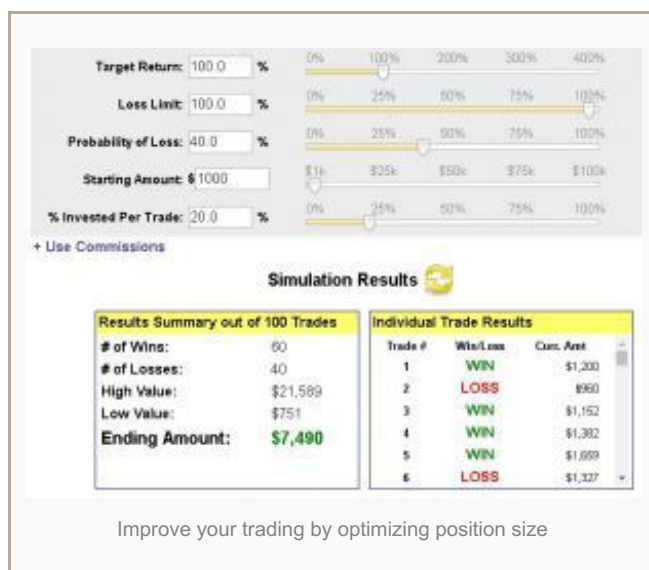 Target Return: 100.0 % 0% 100% 200% 300% 400%
Loss Limit: 100.0 % 0% 25% 50% 75% 100%
Probability of Loss: 40.0 % 0% 25% 50% 75% 100%
Starting Amount: $ 1000 $1k $25k $50k $75k $100k
% Invested Per Trade: 20.0 % 0% 25% 50% 75% 100%
+ Use Commissions
Simulation Results
Results Summary out of 100 Trades
# of Wins: 60
# of Losses: 40
High Value: $21,589
Low Value: $751
Ending Amount: $7,490
Individual Trade Results
Trade # Win/Loss Curr. Amt
1 WIN $1,200
2 LOSS $960
3 WIN $1,152
4 WIN $1,382
5 WIN $1,659
6 LOSS $1,327
Improve your trading by optimizing position size